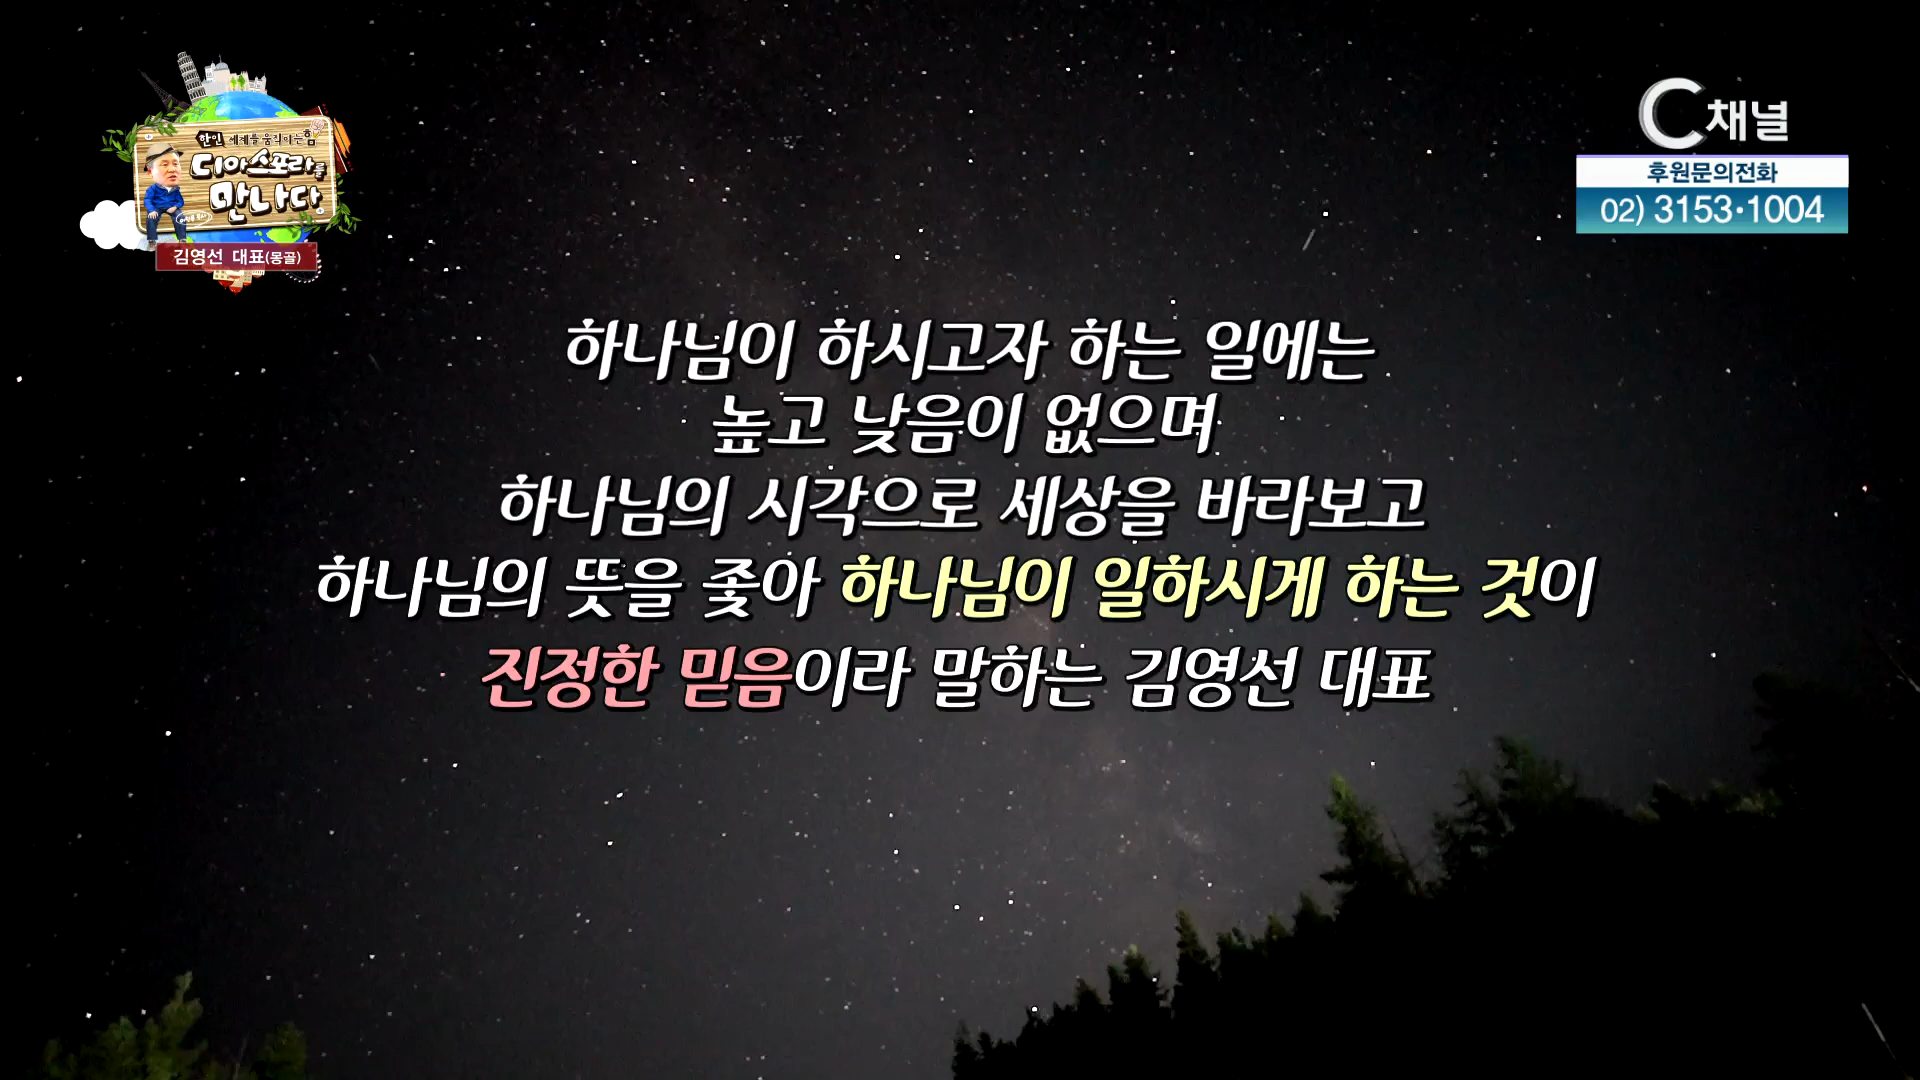 한인 세계를 움직이는 힘
디아스포라를
만나다
김영선 대표(몽골)
C채널
후원문의전화
02) 3153·1004
하나님이 하시고자 하는 일에는
높고 낮음이 없으며
하나님의 시각으로 세상을 바라보고
하나님의 뜻을 좇아 하나님이 일하시게 하는 것이
진정한 믿음이라 말하는 김영선 대표